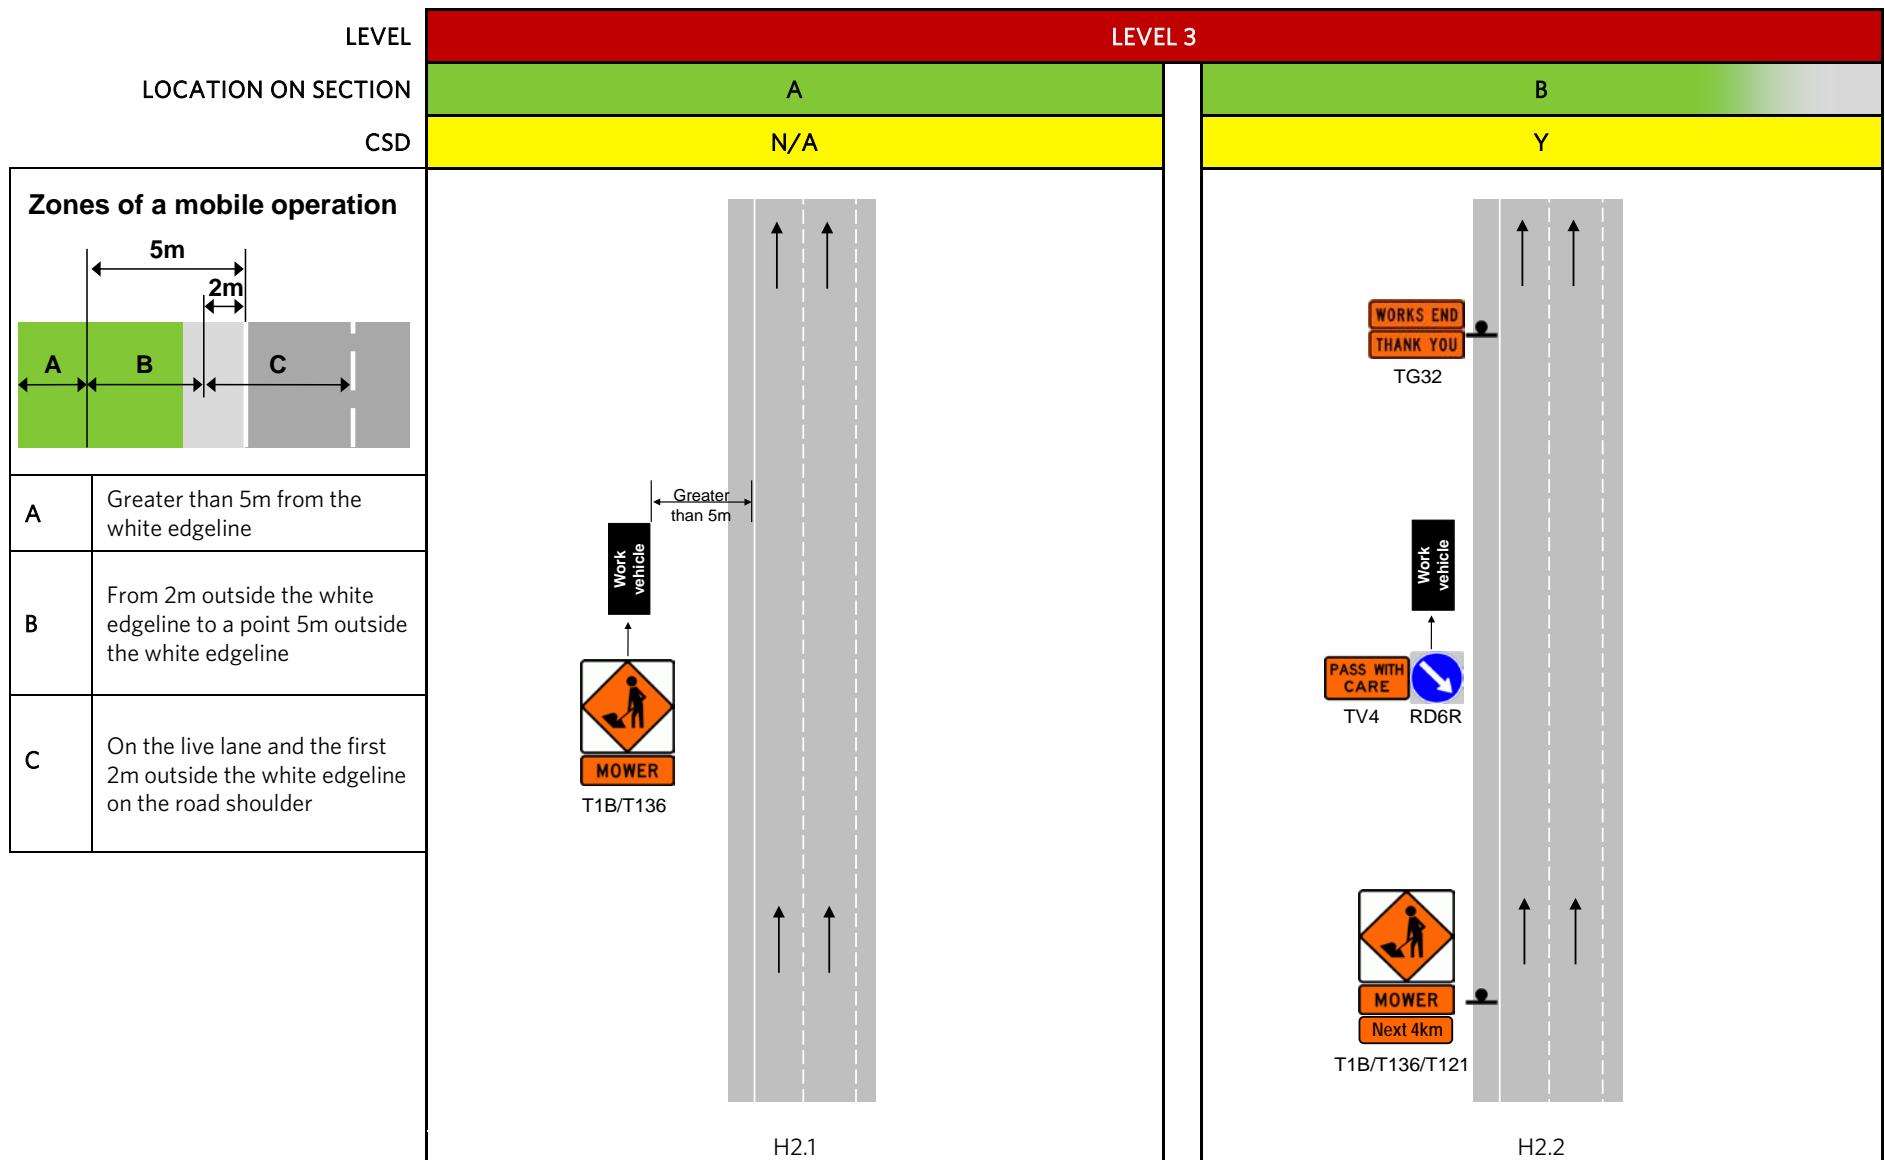 LEVEL
LEVEL 3
LOCATION ON SECTION
A
B
CSD
N/A
Y
Zones of a mobile operation
5m
2m
A
B
C
A
Greater than 5m from the
white edgeline
B
From 2m outside the white
edgeline to a point 5m outside
the white edgeline
C
On the live lane and the first
2m outside the white edgeline
on the road shoulder
Greater
than 5m
Work
vehicle
MOWER
T1B/T136
H2.1
WORKS END
THANK YOU
TG32
Work
vehicle
PASS WITH
CARE
TV4
RD6R
MOWER
Next 4km
T1B/T136/T121
H2.2